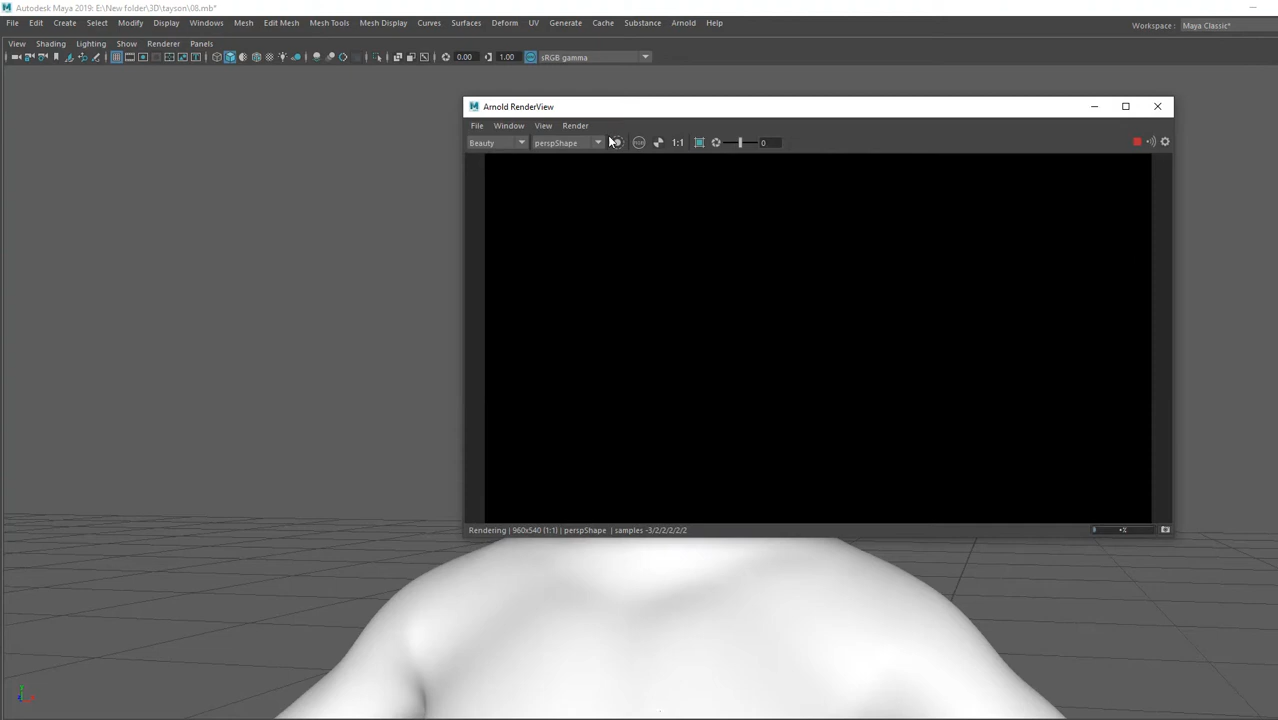 Autodesk Maya 2019: E:\New folder\3D\tayson\08.mb*
File Edit Create Select Modify Display Windows Mesh Edit Mesh Mesh Tools Mesh Display Curves Surfaces Deform UV Generate Cache Substance Arnold Help
Workspace : Maya Classic*
View Shading Lighting Show Renderer Panels
0.00 1.00 sRGB gamma
Arnold RenderView
File Window View Render
Beauty perspShape 1:1 0
Rendering | 960x540 (1:1) | perspShape | samples -3/2/2/2/2/2